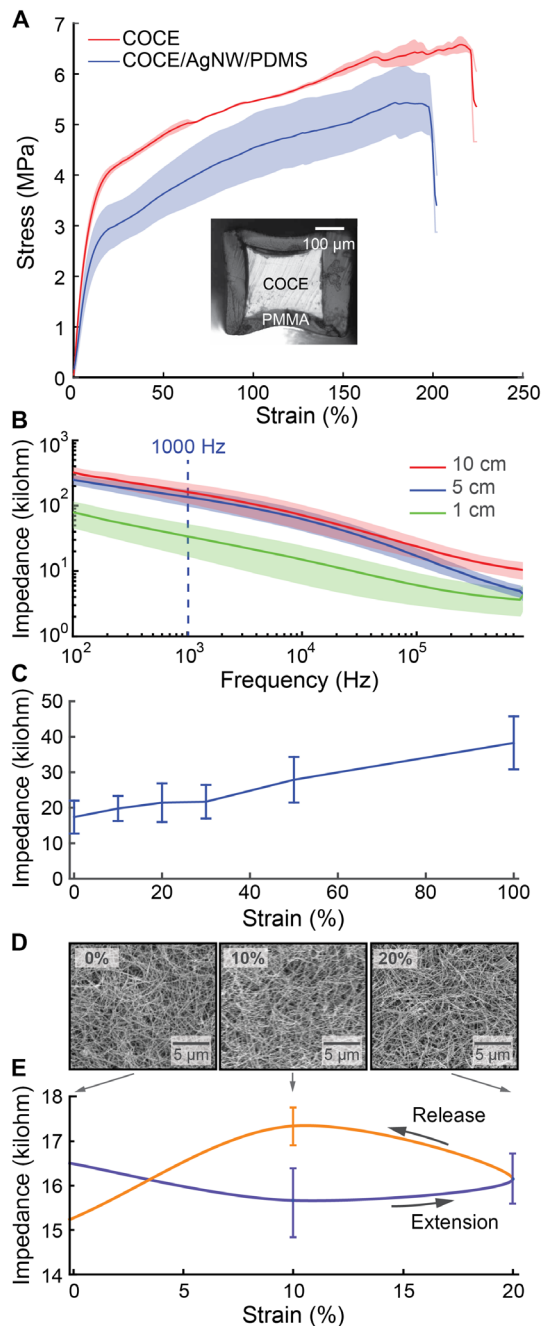 A
COCE
COCE/AgNW/PDMS
7
6
5
4
3
2
1
0
Stress (MPa)
100 µm
COCE
PMMA
0 50 100 150 200 250
Strain (%)
B
1000 Hz
10 cm
5 cm
1 cm
10³
10²
10¹
10⁰
Impedance (kilohm)
10² 10³ 10⁴ 10⁵
Frequency (Hz)
C
50
40
30
20
10
0
Impedance (kilohm)
0 20 40 60 80 100
Strain (%)
D
0% 10% 20%
5 µm 5 µm 5 µm
E
18
17
16
15
14
Impedance (kilohm)
Release
Extension
0 5 10 15 20
Strain (%)